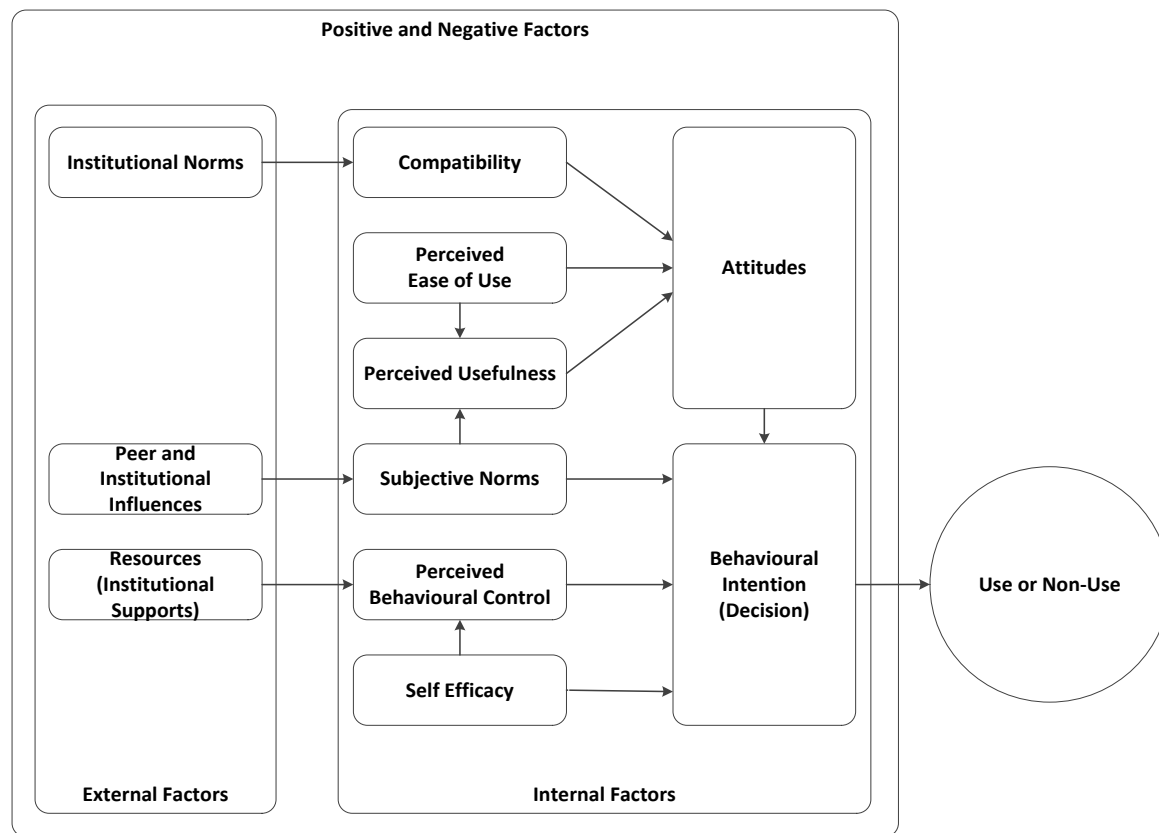 Positive and Negative Factors
Institutional Norms
Compatibility
Attitudes
Perceived
Ease of Use
Perceived Usefulness
Peer and
Institutional
Influences
Subjective Norms
Resources
(Institutional
Supports)
Perceived
Behavioural Control
Behavioural
Intention
(Decision)
Use or Non-Use
Self Efficacy
External Factors
Internal Factors